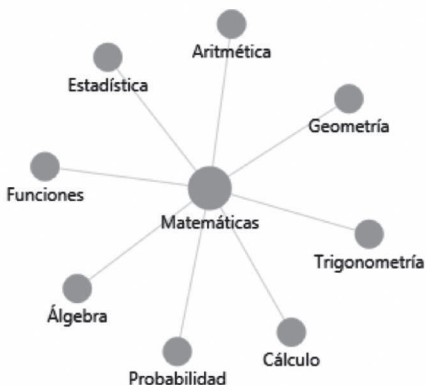 Aritmética
Estadística
Geometría
Funciones
Matemáticas
Trigonometría
Álgebra
Cálculo
Probabilidad